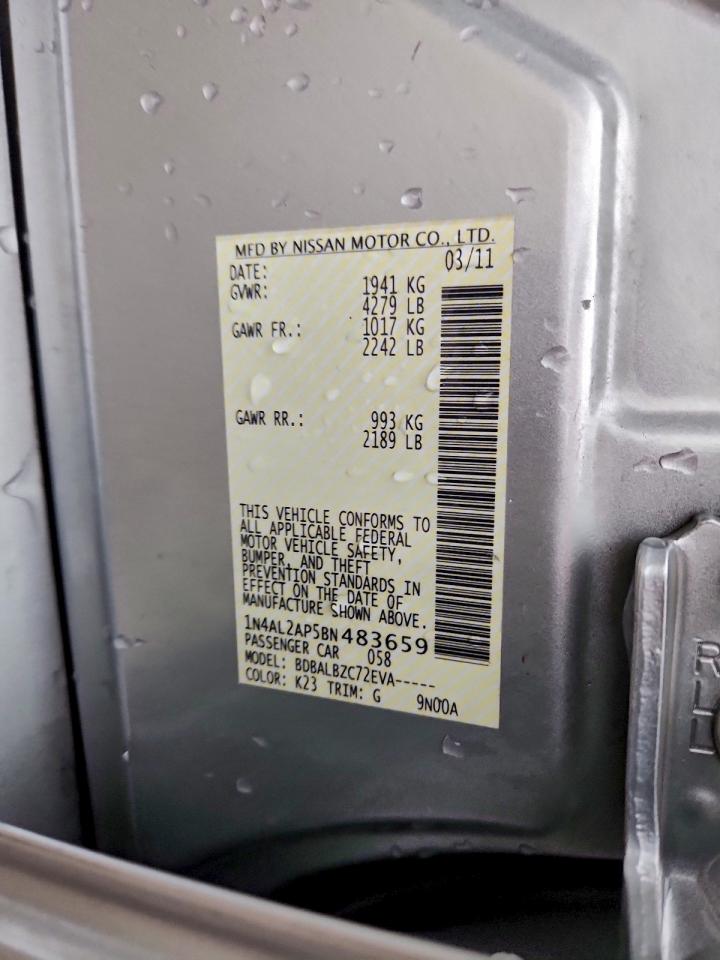 MFD BY NISSAN MOTOR CO., LTD.
DATE: 03/11
GVWR: 1941 KG
4279 LB
GAWR FR.: 1017 KG
2242 LB
GAWR RR.: 993 KG
2189 LB
THIS VEHICLE CONFORMS TO
ALL APPLICABLE FEDERAL
MOTOR VEHICLE SAFETY,
BUMPER, AND THEFT
PREVENTION STANDARDS IN
EFFECT ON THE DATE OF
MANUFACTURE SHOWN ABOVE.
1N4AL2AP5BN483659
PASSENGER CAR 058
MODEL: BDBALBZC72EVA-----
COLOR: K23 TRIM: G 9N00A